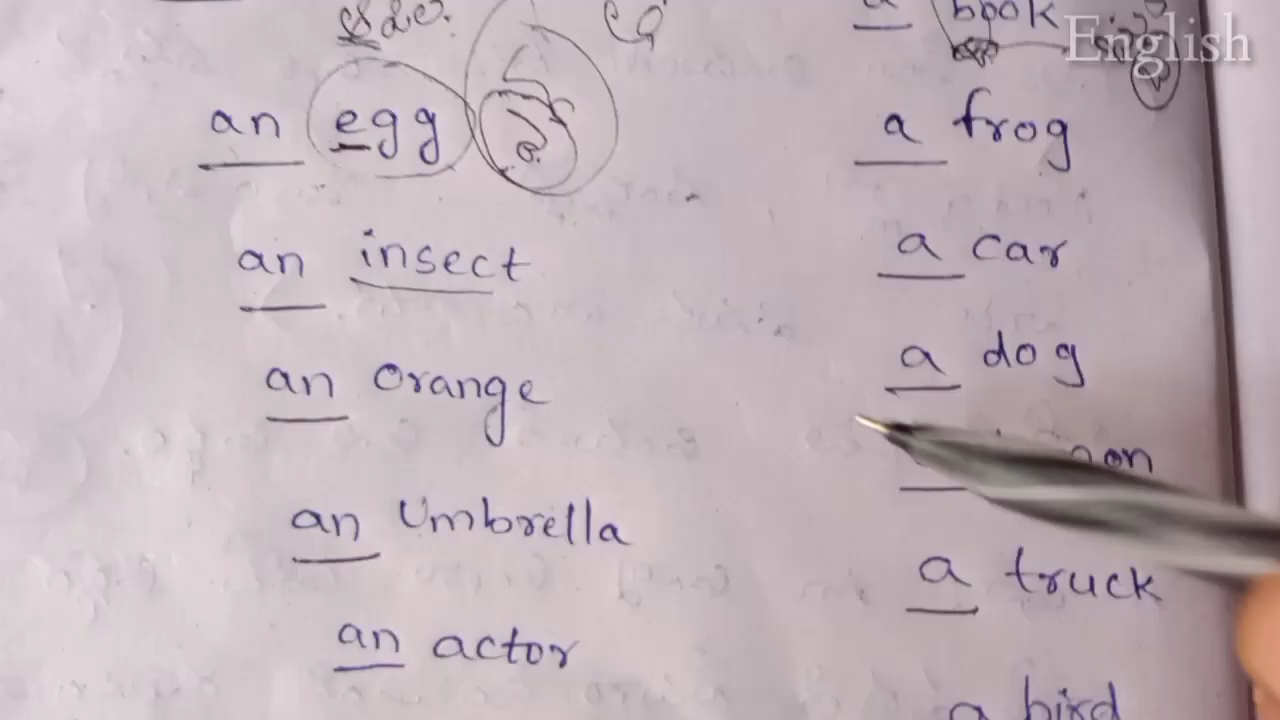 a book
English
an egg
a frog
an insect
a car
an orange
a dog
an umbrella
a truck
an actor
a bird